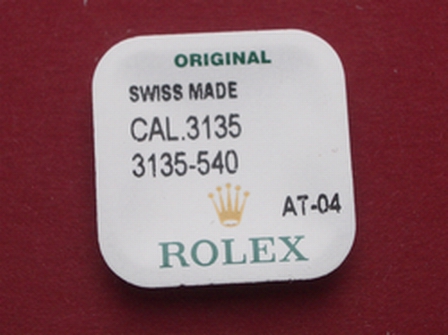 ORIGINAL
SWISS MADE
CAL.3135
3135-540
AT-04
ROLEX